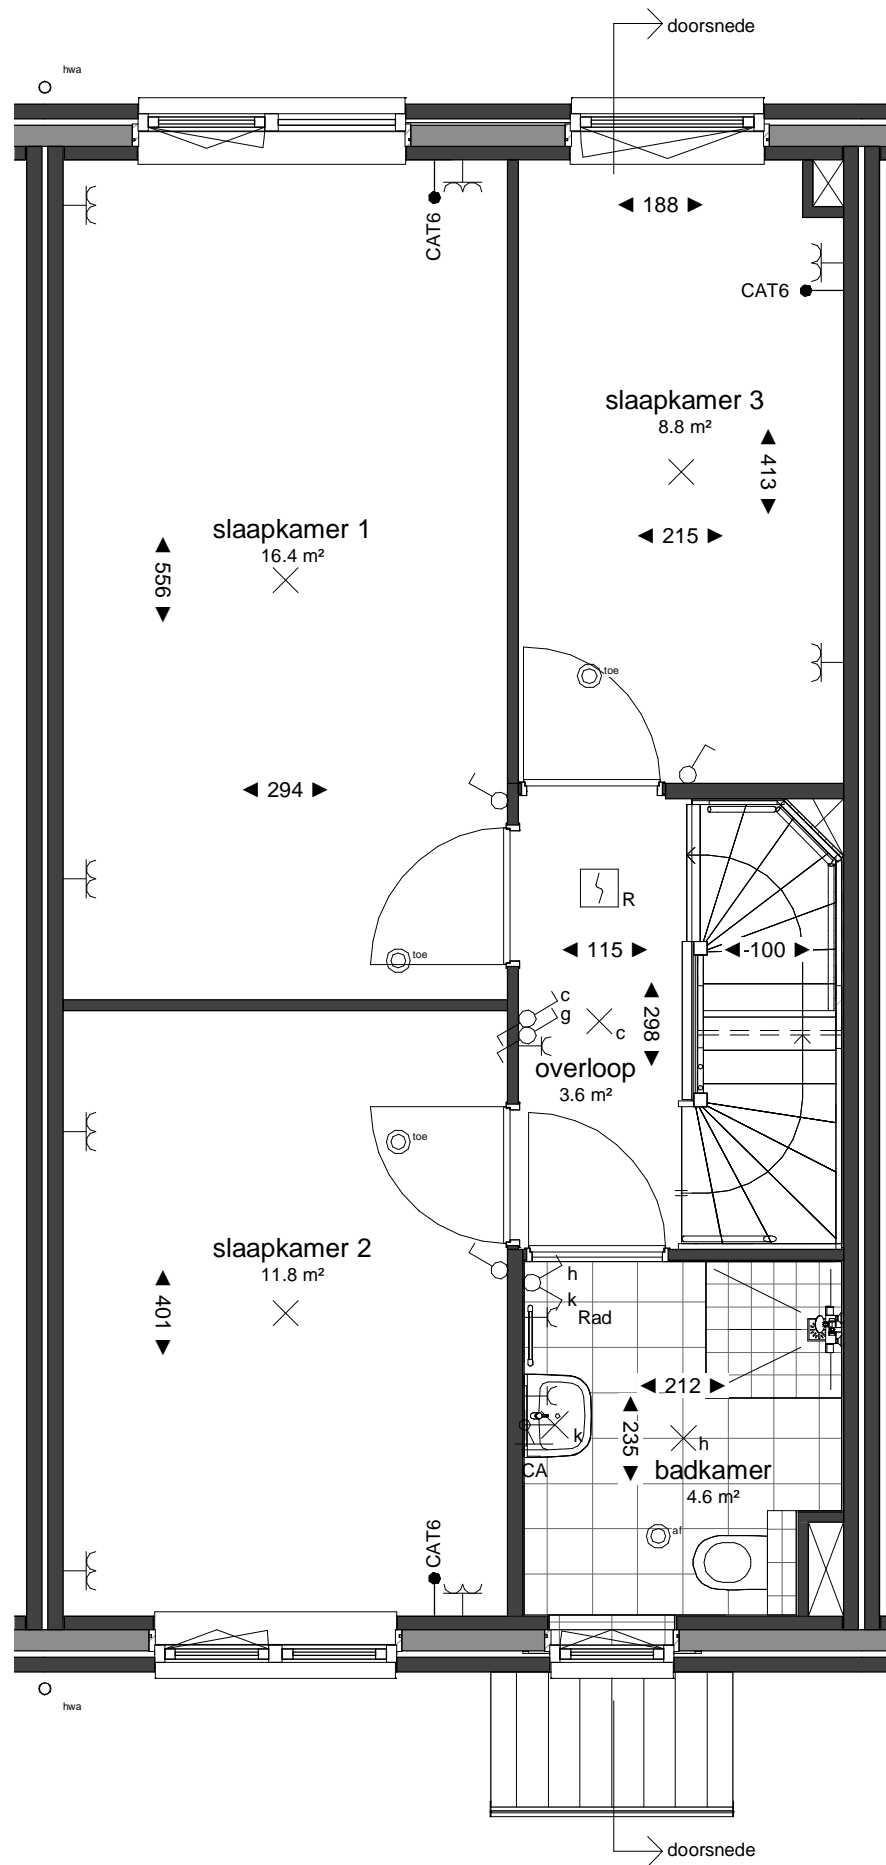 doorsnede
hwa
188
CAT6
CAT6
slaapkamer 3
8.8 m²
413
215
slaapkamer 1
16.4 m²
556
toe
294
R
toe
115
100
c
g
298
c
overloop
3.6 m²
toe
slaapkamer 2
11.8 m²
401
h
k
Rad
212
235
k
h
CA
badkamer
4.6 m²
CAT6
af
hwa
doorsnede